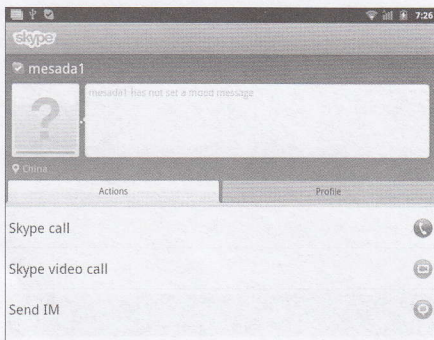 7:26
skype
mesada1
mesada1 has not set a mood message
China
Actions Profile
Skype call
Skype video call
Send IM